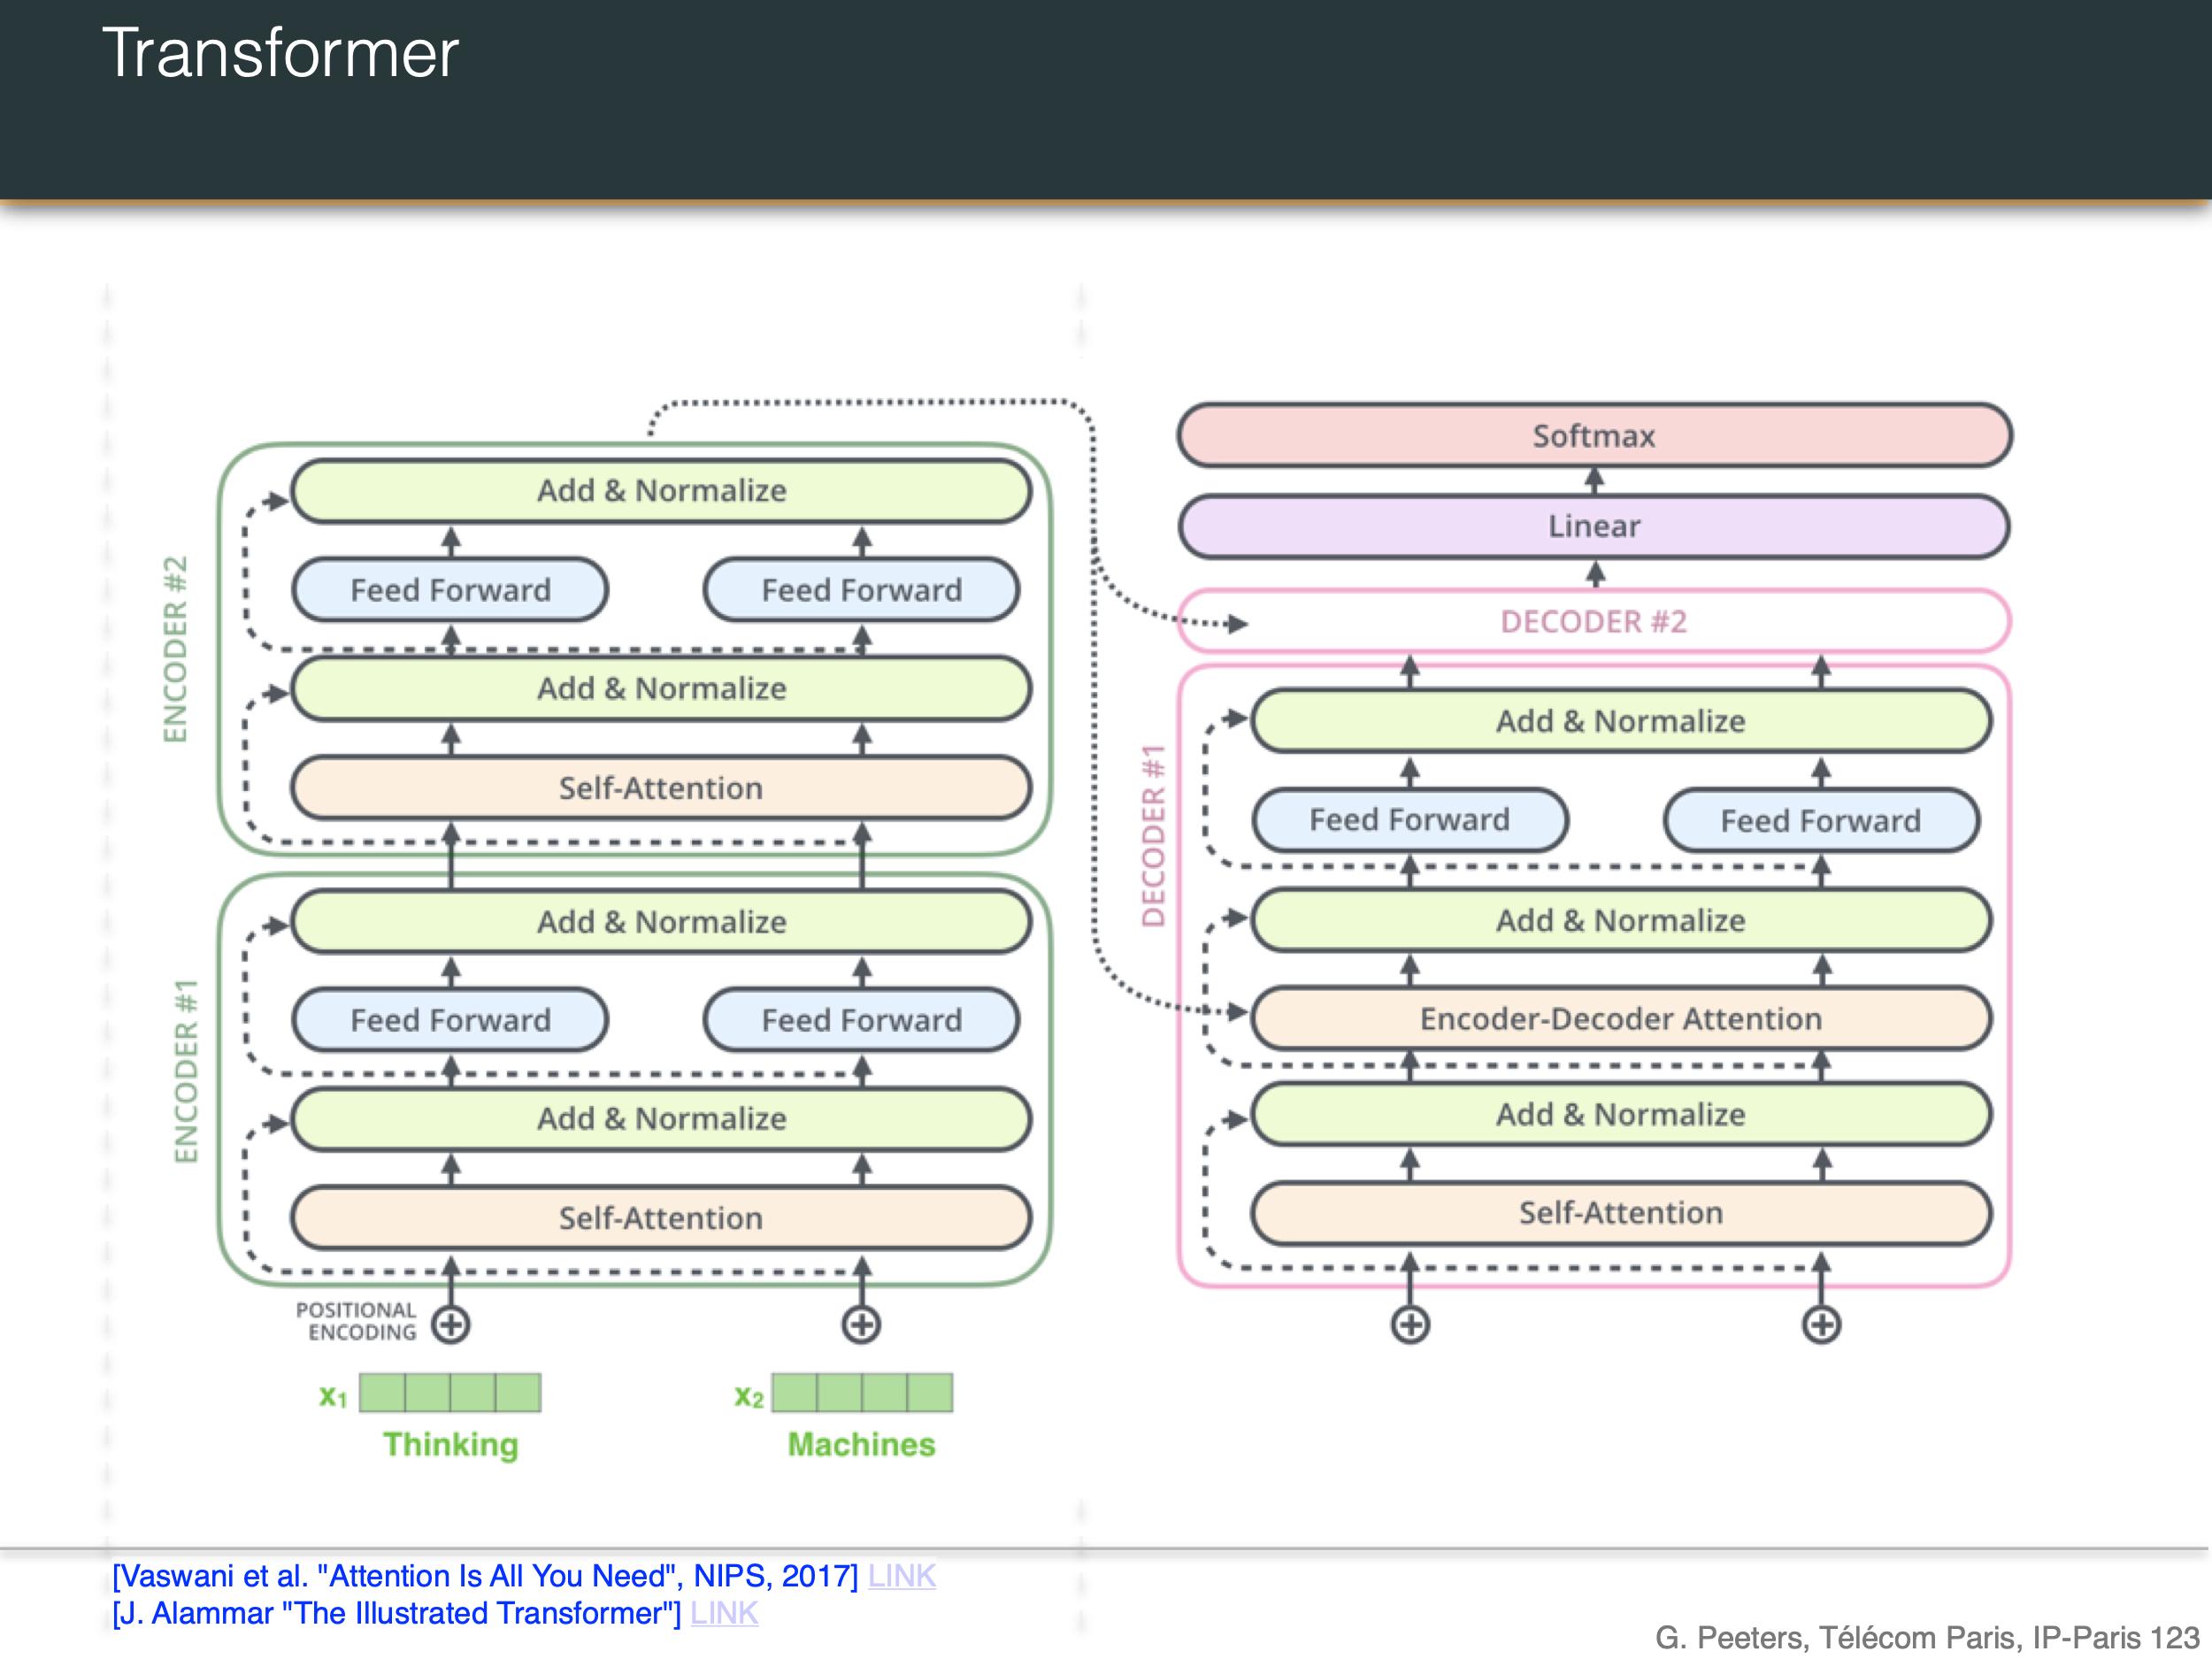 Transformer
ENCODER #2
Add & Normalize
Feed Forward
Feed Forward
Add & Normalize
Self-Attention
ENCODER #1
Add & Normalize
Feed Forward
Feed Forward
Add & Normalize
Self-Attention
POSITIONAL
ENCODING
x1
x2
Thinking
Machines
Softmax
Linear
DECODER #2
DECODER #1
Add & Normalize
Feed Forward
Feed Forward
Add & Normalize
Encoder-Decoder Attention
Add & Normalize
Self-Attention
[Vaswani et al. "Attention Is All You Need", NIPS, 2017] LINK
[J. Alammar "The Illustrated Transformer"] LINK
G. Peeters, Télécom Paris, IP-Paris 123